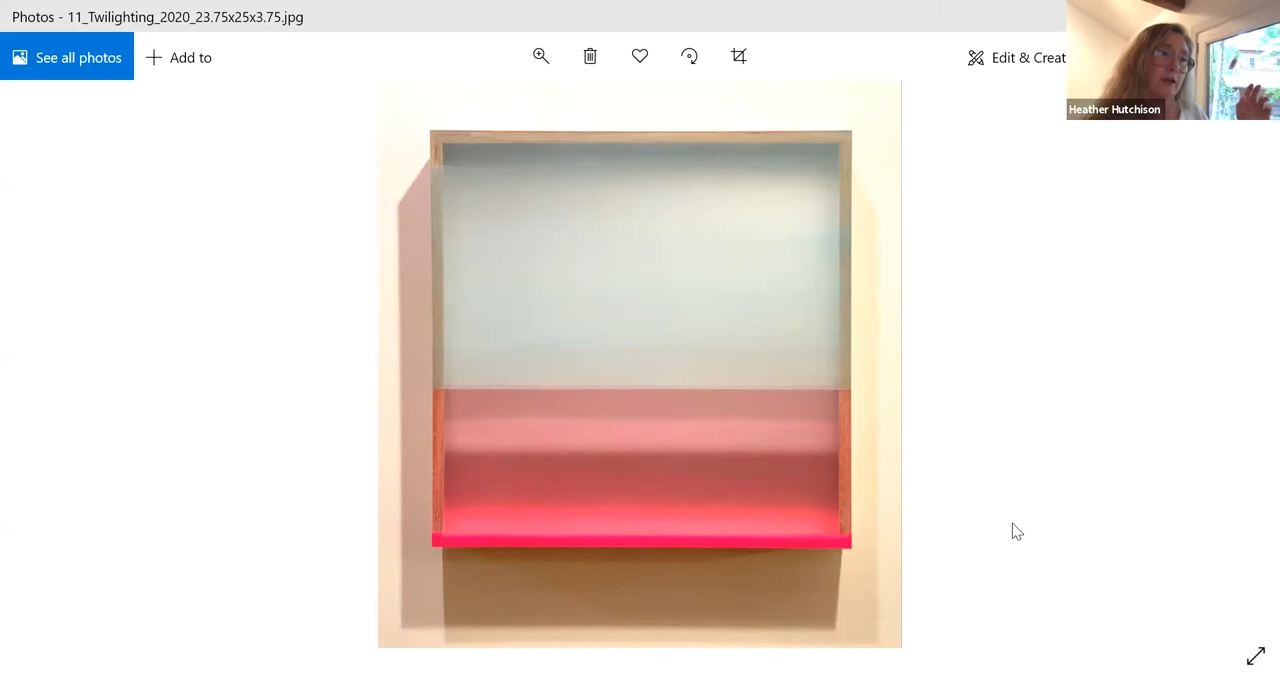 Photos - 11_Twilighting_2020_23.75x25x3.75.jpg
See all photos
Add to
Edit & Creat
Heather Hutchison